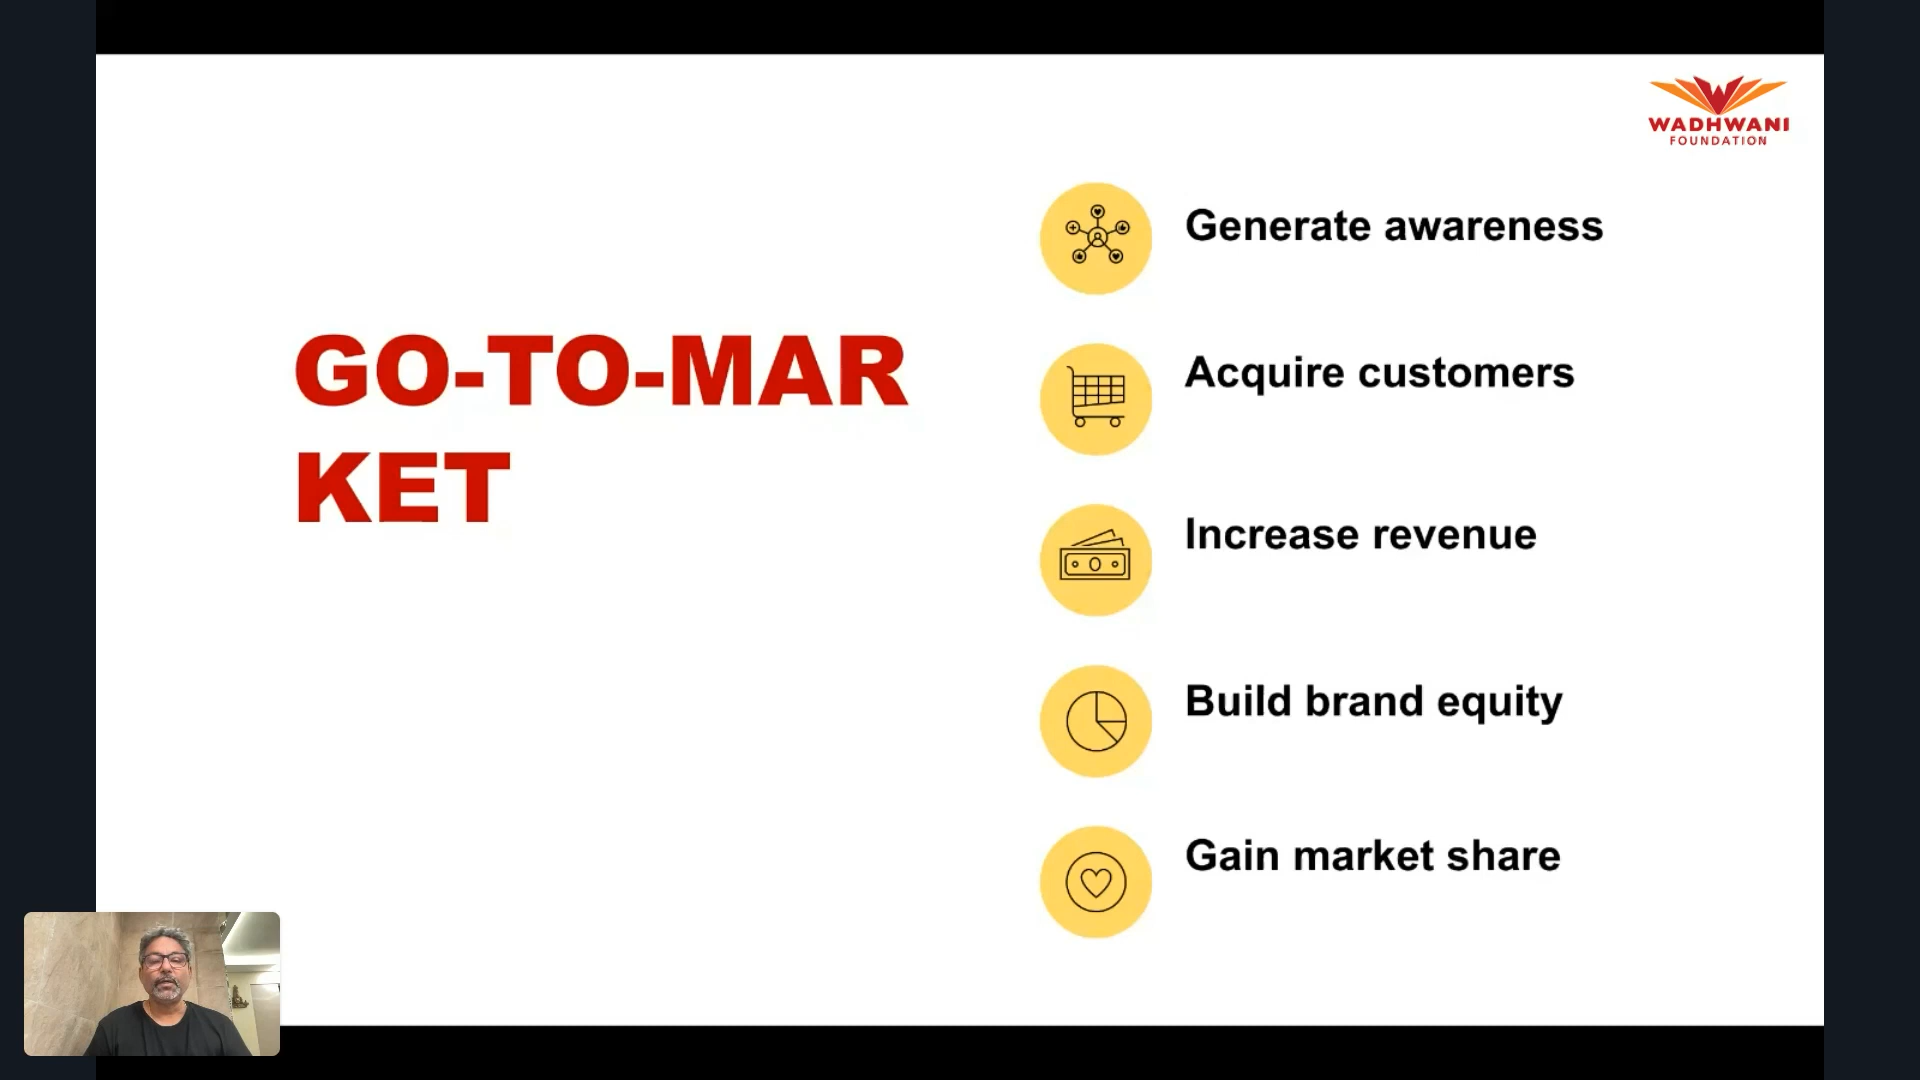 WADHWANI
FOUNDATION
GO-TO-MAR
KET
Generate awareness
Acquire customers
Increase revenue
Build brand equity
Gain market share